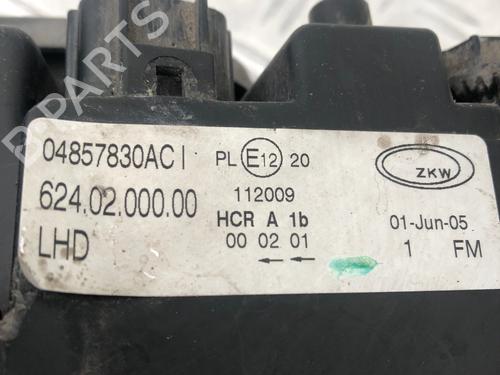 B-PARTS
04857830AC I
PL E12 20
ZKW
624.02.000.00
112009
HCR A 1b
01-Jun-05
LHD
00 02 01
1 FM